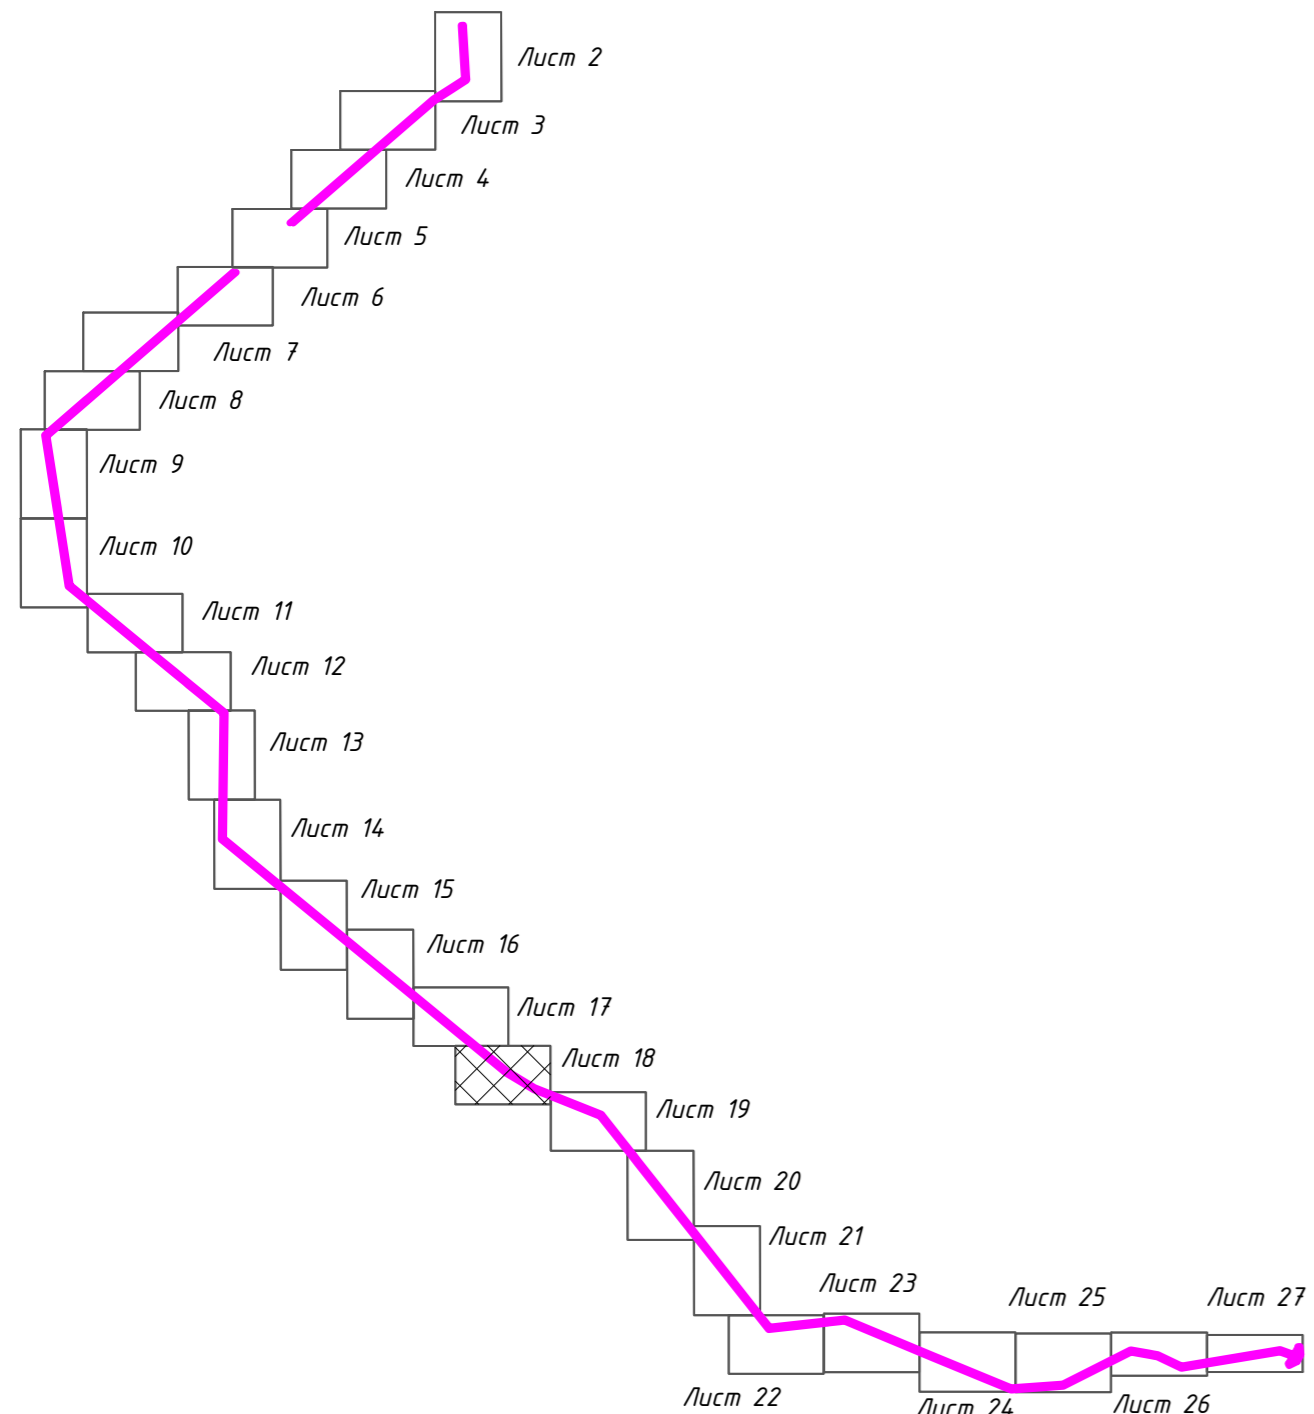 Лист 2
Лист 3
Лист 4
Лист 5
Лист 6
Лист 7
Лист 8
Лист 9
Лист 10
Лист 11
Лист 12
Лист 13
Лист 14
Лист 15
Лист 16
Лист 17
Лист 18
Лист 19
Лист 20
Лист 21
Лист 23
Лист 25
Лист 27
Лист 22
Лист 24
Лист 26